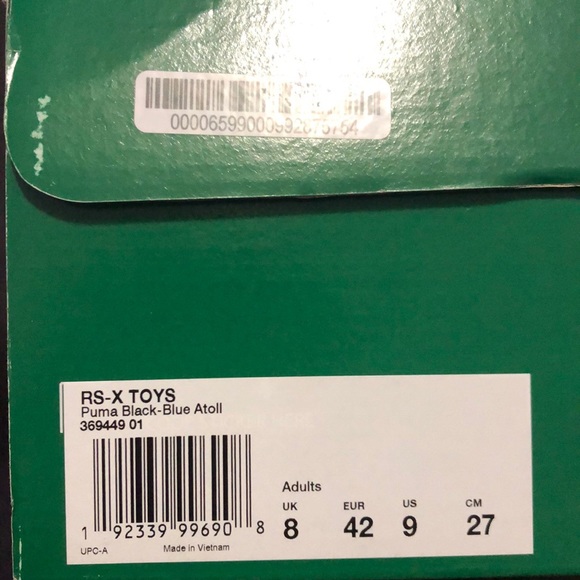 RS-X TOYS
Puma Black-Blue Atoll
369449 01
Adults
UK EUR US CM
8 42 9 27
1 92339 99690 8
UPC-A Made in Vietnam